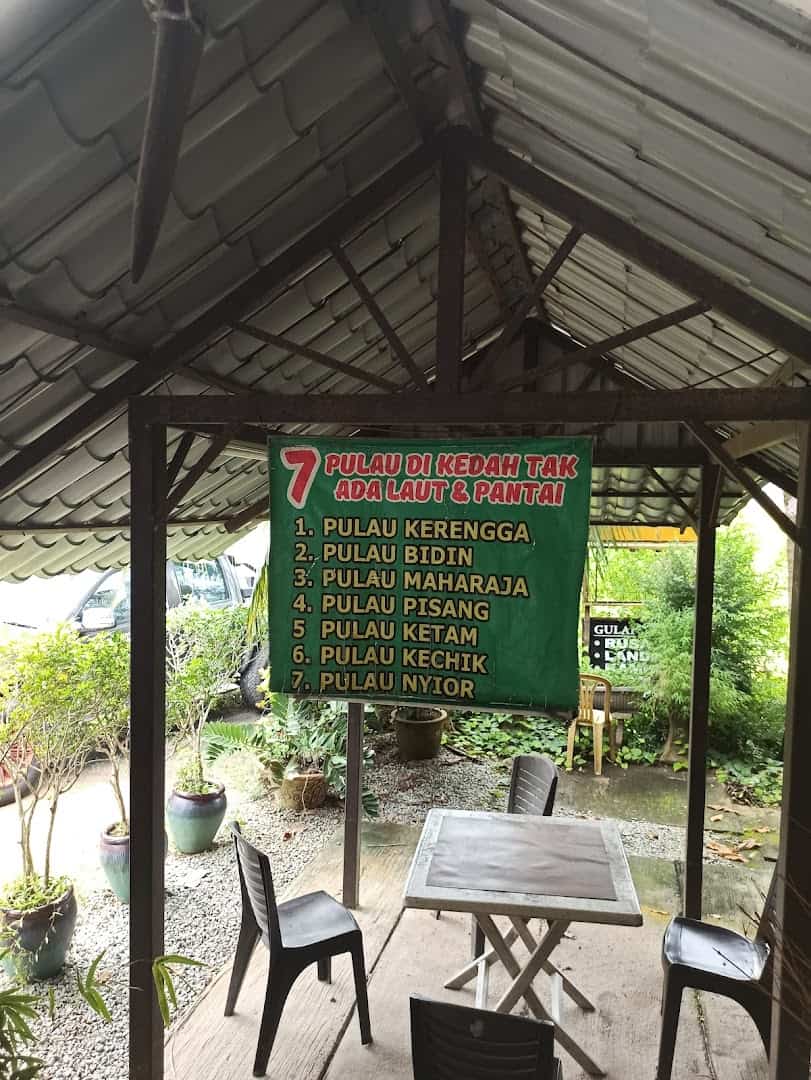 7 PULAU DI KEDAH TAK
ADA LAUT & PANTAI
1. PULAU KERENGGA
2. PULAU BIDIN
3. PULAU MAHARAJA
4. PULAU PISANG
5 PULAU KETAM
6. PULAU KECHIK
7. PULAU NYIOR